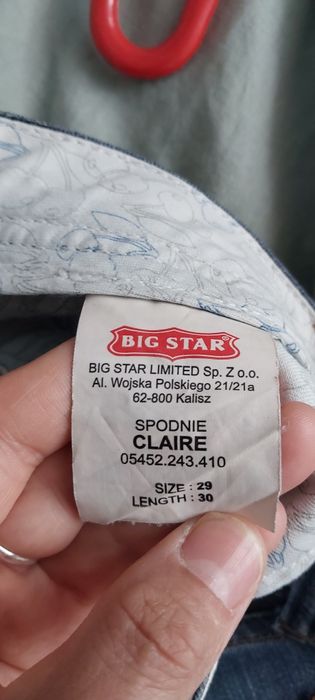 BIG STAR
BIG STAR LIMITED Sp. Z o.o.
Al. Wojska Polskiego 21/21a
62-800 Kalisz
SPODNIE
CLAIRE
05452.243.410
SIZE : 29
LENGTH : 30